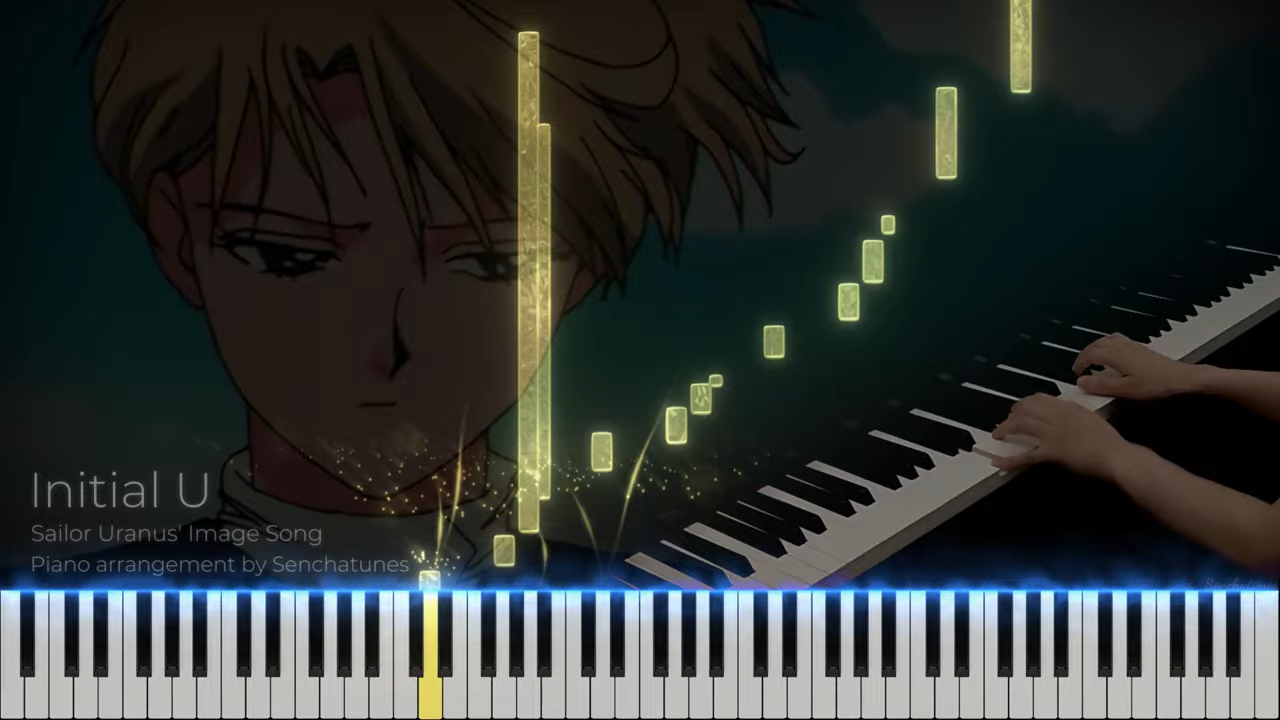 Initial U
Sailor Uranus' Image Song
Piano arrangement by Senchatunes